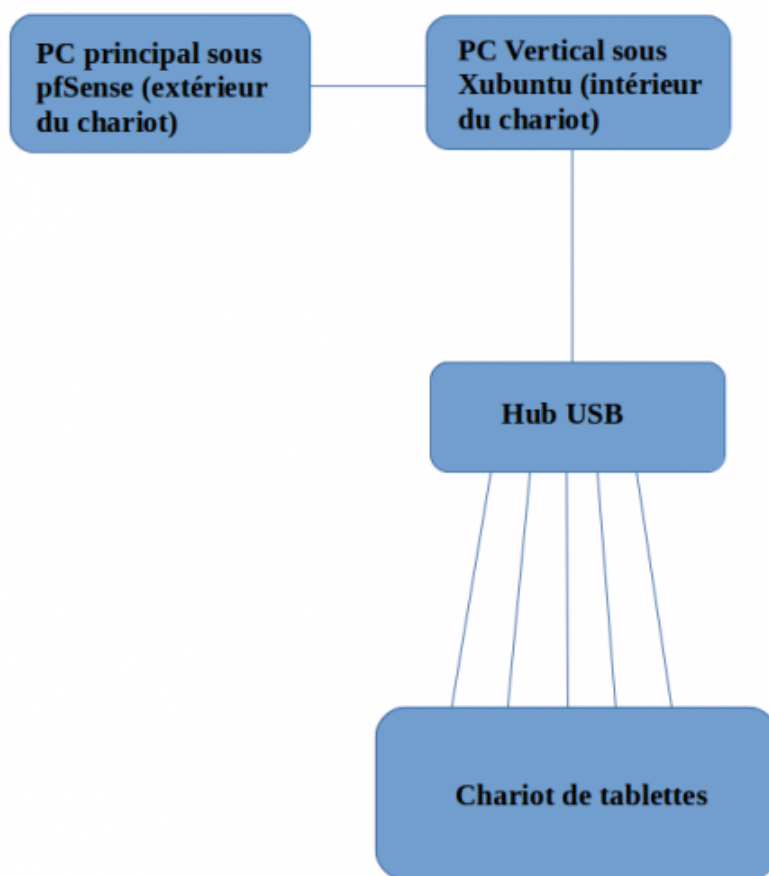 PC principal sous
pfSense (extérieur
du chariot)
PC Vertical sous
Xubuntu (intérieur
du chariot)
Hub USB
Chariot de tablettes